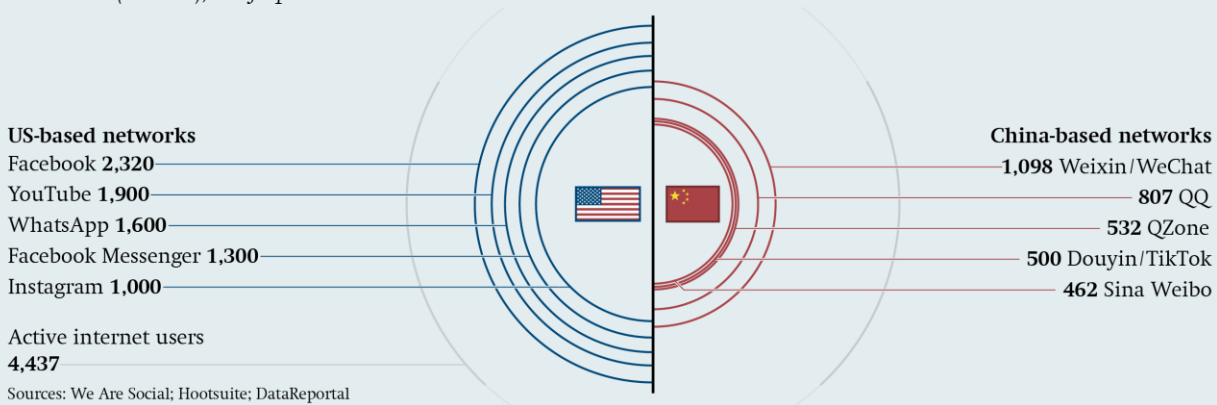 US-based networks
Facebook 2,320
YouTube 1,900
WhatsApp 1,600
Facebook Messenger 1,300
Instagram 1,000
Active internet users
4,437
Sources: We Are Social; Hootsuite; DataReportal
China-based networks
1,098 Weixin/WeChat
807 QQ
532 QZone
500 Douyin/TikTok
462 Sina Weibo